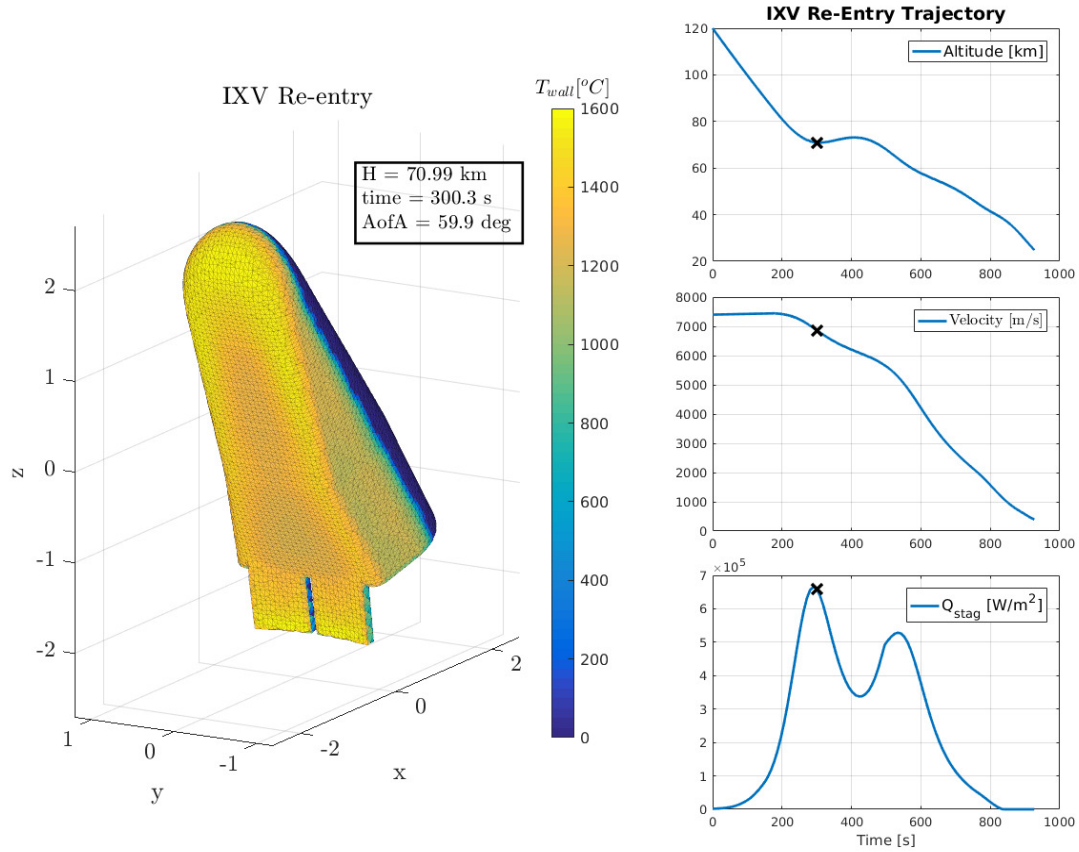 IXV Re-entry
T_wall[°C]
H = 70.99 km
time = 300.3 s
AofA = 59.9 deg
1600
1400
1200
1000
800
600
400
200
0
z
2
1
0
-1
-2
y
1
0
-1
x
-2
0
2
IXV Re-Entry Trajectory
Altitude [km]
120
100
80
60
40
20
0 200 400 600 800 1000
Velocity [m/s]
8000
7000
6000
5000
4000
3000
2000
1000
0
0 200 400 600 800 1000
×10^5
Q_stag [W/m²]
7
6
5
4
3
2
1
0
0 200 400 600 800 1000
Time [s]